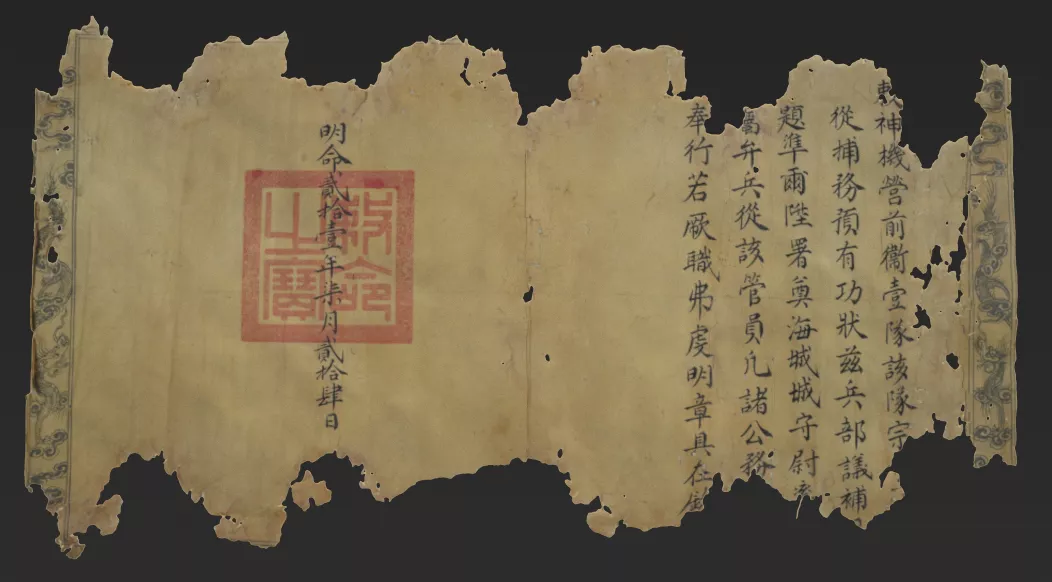 敕神機營前衛壹隊該隊宗
從捕務預有功狀茲兵部議補
題準爾陞署奠海城城守尉
屬弁兵從該管員凡諸公務
奉行若厥職弗虔明章具在
明命貳拾壹年柒月貳拾肆日
敕命之寶